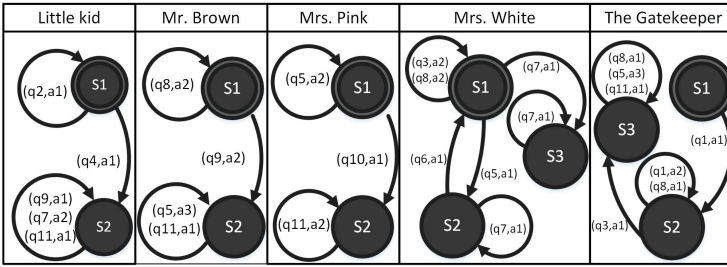 Little kid
Mr. Brown
Mrs. Pink
Mrs. White
The Gatekeeper
S1
(q2,a1)
(q4,a1)
(q9,a1)
(q7,a2)
(q11,a1)
S2
S1
(q8,a2)
(q9,a2)
(q5,a3)
(q11,a1)
S2
S1
(q5,a2)
(q10,a1)
(q11,a2)
S2
(q3,a2)
(q8,a2)
S1
(q7,a1)
(q7,a1)
S3
(q6,a1)
(q5,a1)
S2
(q7,a1)
(q8,a1)
(q5,a3)
(q11,a1)
S1
S3
(q1,a1)
(q1,a2)
(q8,a1)
(q3,a1)
S2